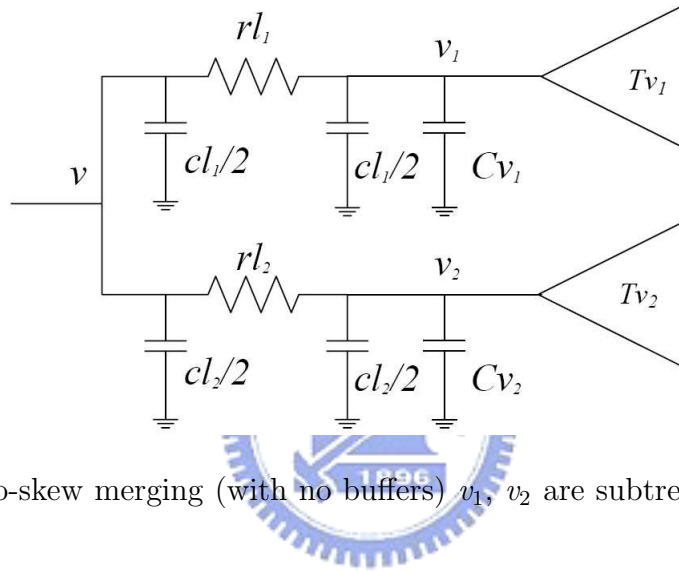 rl₁
v₁
Tv₁
cl₁/2
cl₁/2
Cv₁
v
rl₂
v₂
Tv₂
cl₂/2
cl₂/2
Cv₂
1896
o-skew merging (with no buffers) v₁, v₂ are subtre